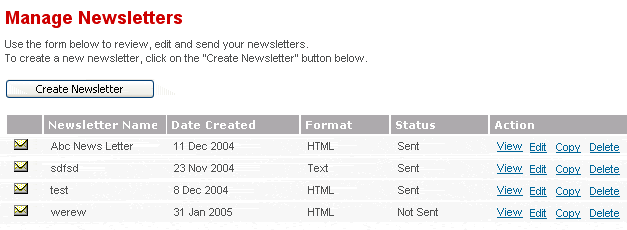 Manage Newsletters
Use the form below to review, edit and send your newsletters.
To create a new newsletter, click on the "Create Newsletter" button below.
Create Newsletter
Newsletter Name Date Created Format Status Action
Abc News Letter 11 Dec 2004 HTML Sent View Edit Copy Delete
sdfsd 23 Nov 2004 Text Sent View Edit Copy Delete
test 8 Dec 2004 HTML Sent View Edit Copy Delete
werew 31 Jan 2005 HTML Not Sent View Edit Copy Delete